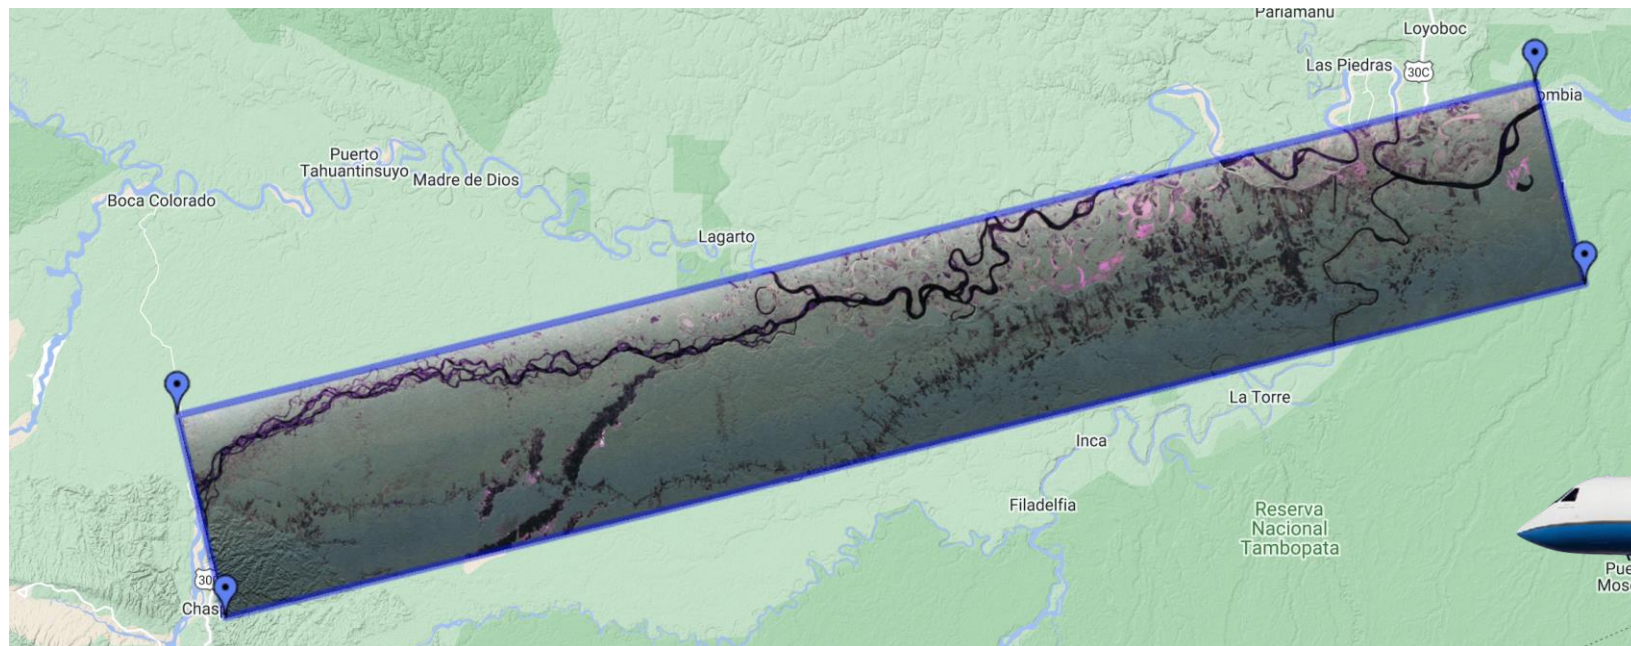 Pariamanu
Loyoboc
Las Piedras
30C
ombia
Puerto
Tahuantinsuyo
Madre de Dios
Boca Colorado
Lagarto
La Torre
Inca
Filadelfia
Reserva
Nacional
Tambopata
30
Chas
Pue
Mos